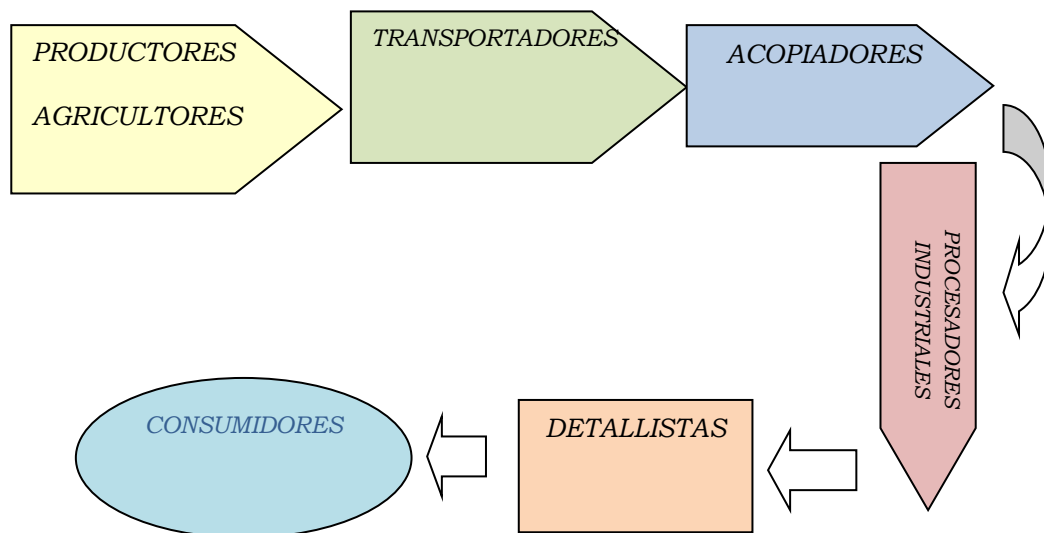 PRODUCTORES
AGRICULTORES
TRANSPORTADORES
ACOPIADORES
PROCESADORES
INDUSTRIALES
DETALLISTAS
CONSUMIDORES